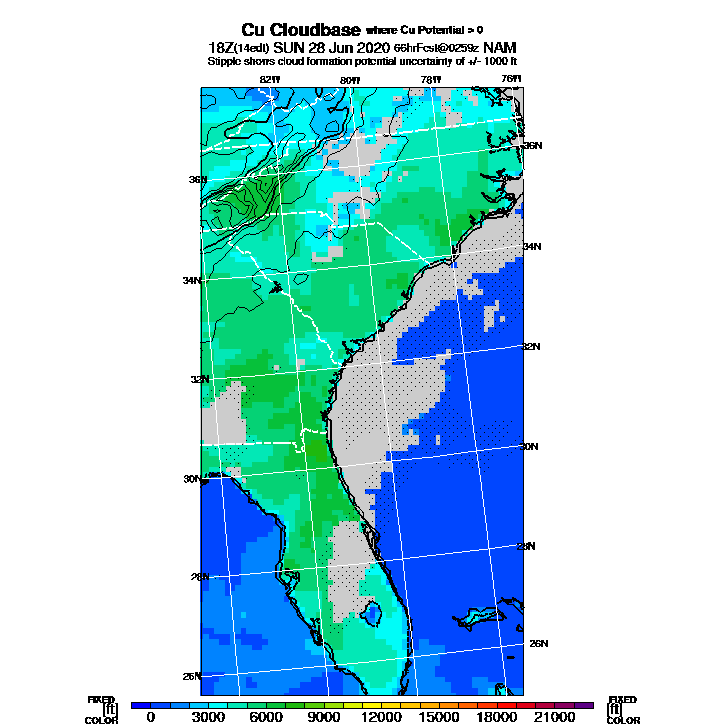 Cu Cloudbase where Cu Potential > 0
18Z(14edt) SUN 28 Jun 2020 66hrFcst@0259z NAM
Stipple shows cloud formation potential uncertainty of +/- 1000 ft
82W 80W 78W 76W
36N
36N
34N
34N
32N
32N
30N
30N
28N
28N
26N
26N
FIXED FIXED
[ft] 0 3000 6000 9000 12000 15000 18000 21000 [ft]
COLOR COLOR